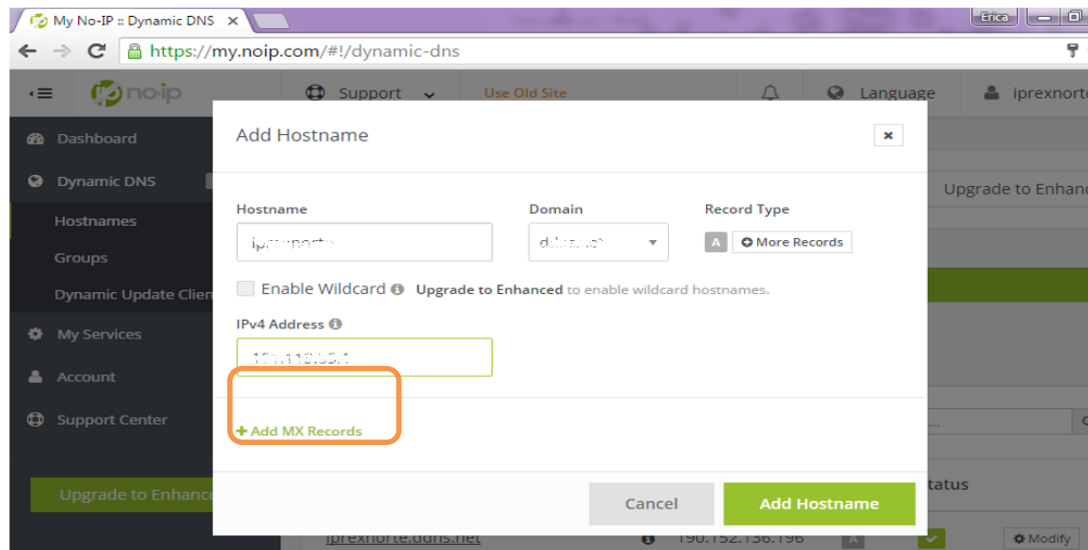 My No-IP :: Dynamic DNS
Erica
https://my.noip.com/#!/dynamic-dns
no-ip
Support
Use Old Site
Language
iprexnorte
Add Hostname
Dashboard
Dynamic DNS
Upgrade to Enhanc
Hostname
Domain
Record Type
Hostnames
A
More Records
Groups
Enable Wildcard
Upgrade to Enhanced to enable wildcard hostnames.
Dynamic Update Clien
IPv4 Address
My Services
Account
Support Center
+ Add MX Records
...
Upgrade to Enhance
Cancel
Add Hostname
tatus
iprexnorte.ddns.net
190.152.136.196
A
Modify